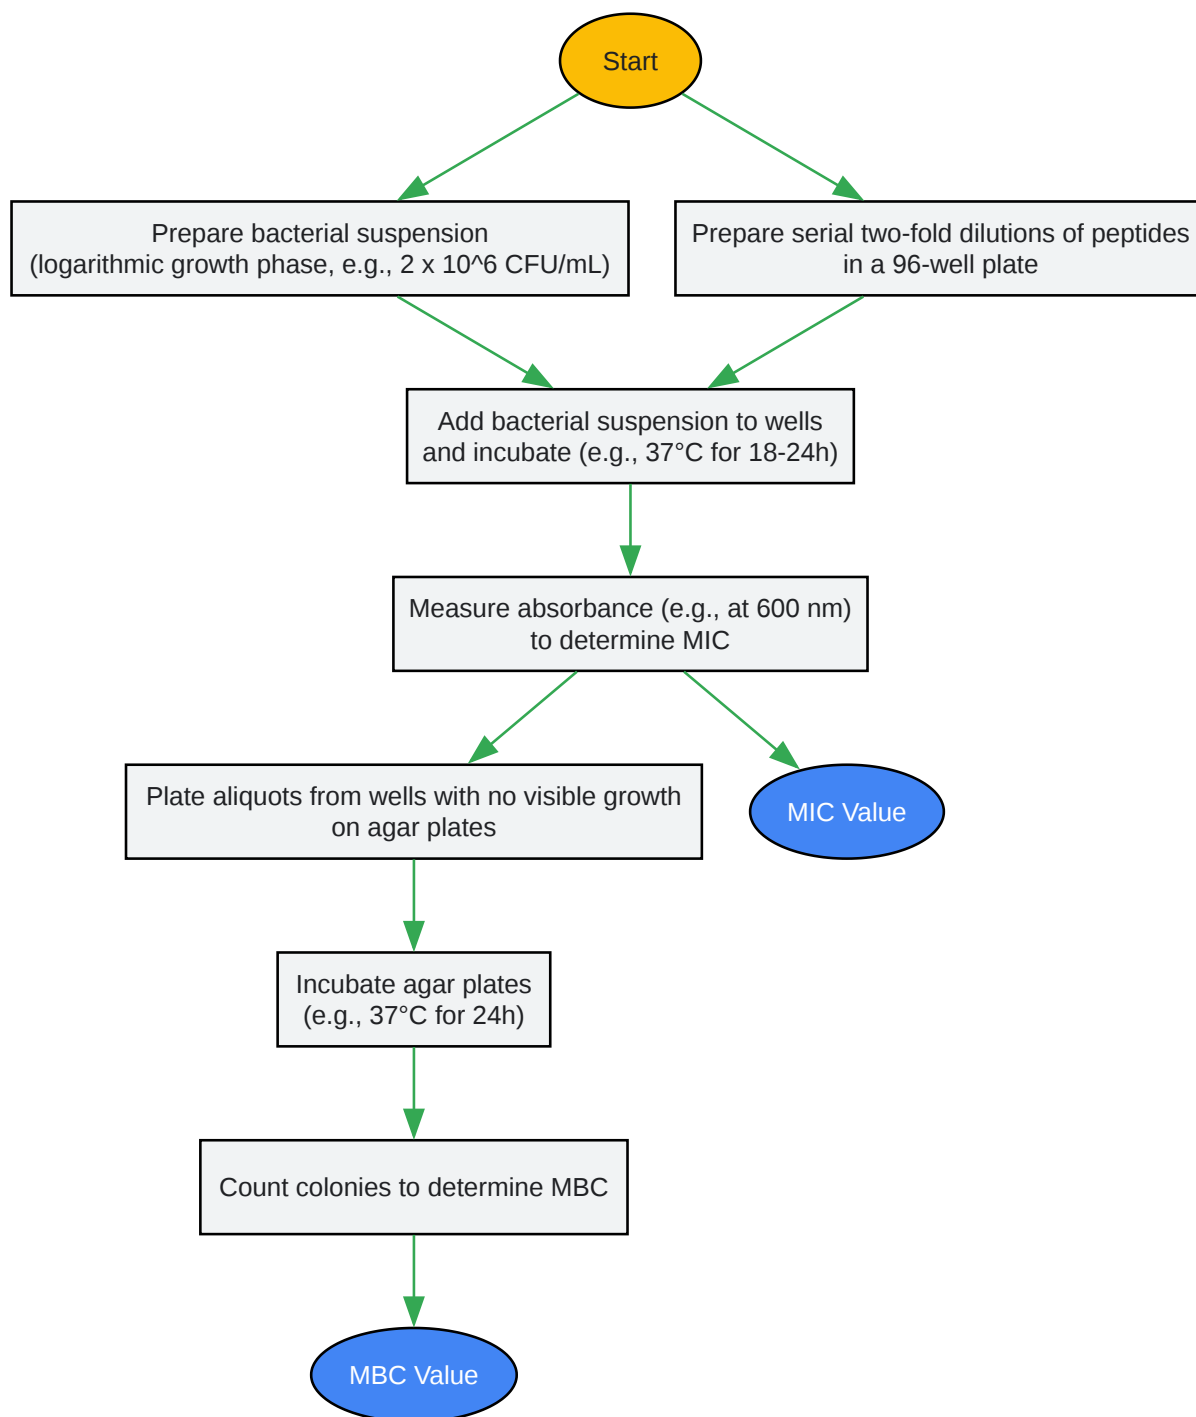 Start
Prepare bacterial suspension
(logarithmic growth phase, e.g., 2 x 10^6 CFU/mL)
Prepare serial two-fold dilutions of peptides
in a 96-well plate
Add bacterial suspension to wells
and incubate (e.g., 37°C for 18-24h)
Measure absorbance (e.g., at 600 nm)
to determine MIC
Plate aliquots from wells with no visible growth
on agar plates
MIC Value
Incubate agar plates
(e.g., 37°C for 24h)
Count colonies to determine MBC
MBC Value